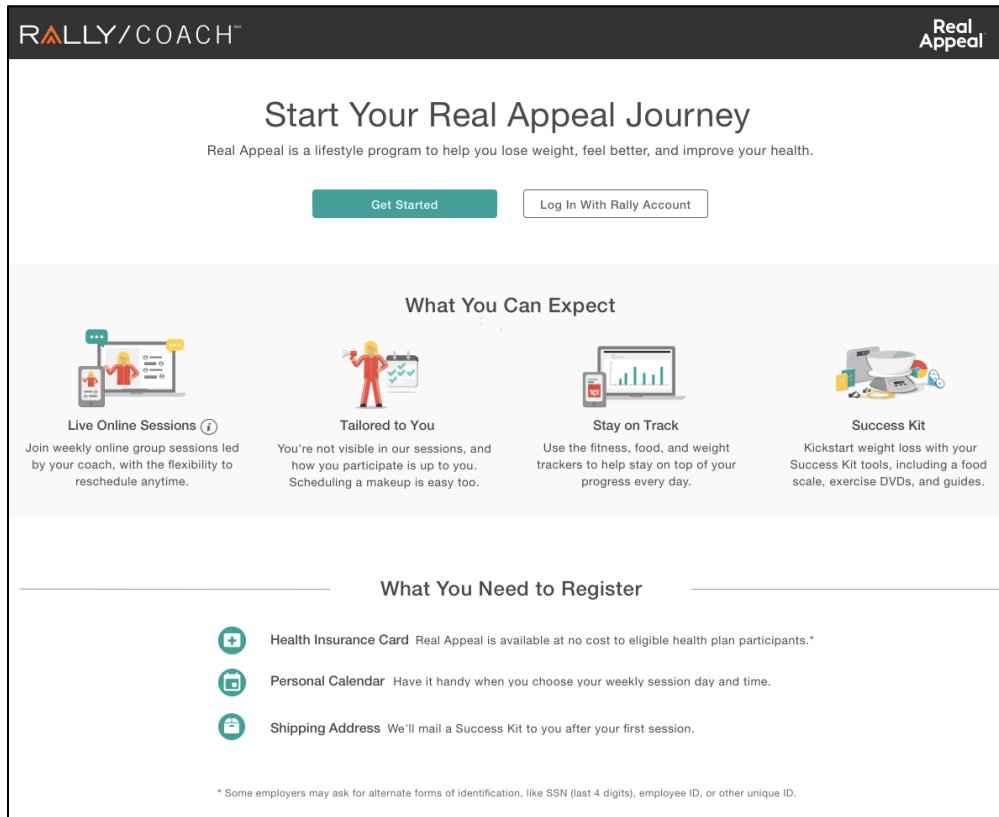 RALLY/COACH℠
Real
Appeal
Start Your Real Appeal Journey
Real Appeal is a lifestyle program to help you lose weight, feel better, and improve your health.
Get Started
Log In With Rally Account
What You Can Expect
Live Online Sessions i
Join weekly online group sessions led
by your coach, with the flexibility to
reschedule anytime.
Tailored to You
You're not visible in our sessions, and
how you participate is up to you.
Scheduling a makeup is easy too.
Stay on Track
Use the fitness, food, and weight
trackers to help stay on top of your
progress every day.
Success Kit
Kickstart weight loss with your
Success Kit tools, including a food
scale, exercise DVDs, and guides.
What You Need to Register
Health Insurance Card Real Appeal is available at no cost to eligible health plan participants.*
Personal Calendar Have it handy when you choose your weekly session day and time.
Shipping Address We'll mail a Success Kit to you after your first session.
* Some employers may ask for alternate forms of identification, like SSN (last 4 digits), employee ID, or other unique ID.